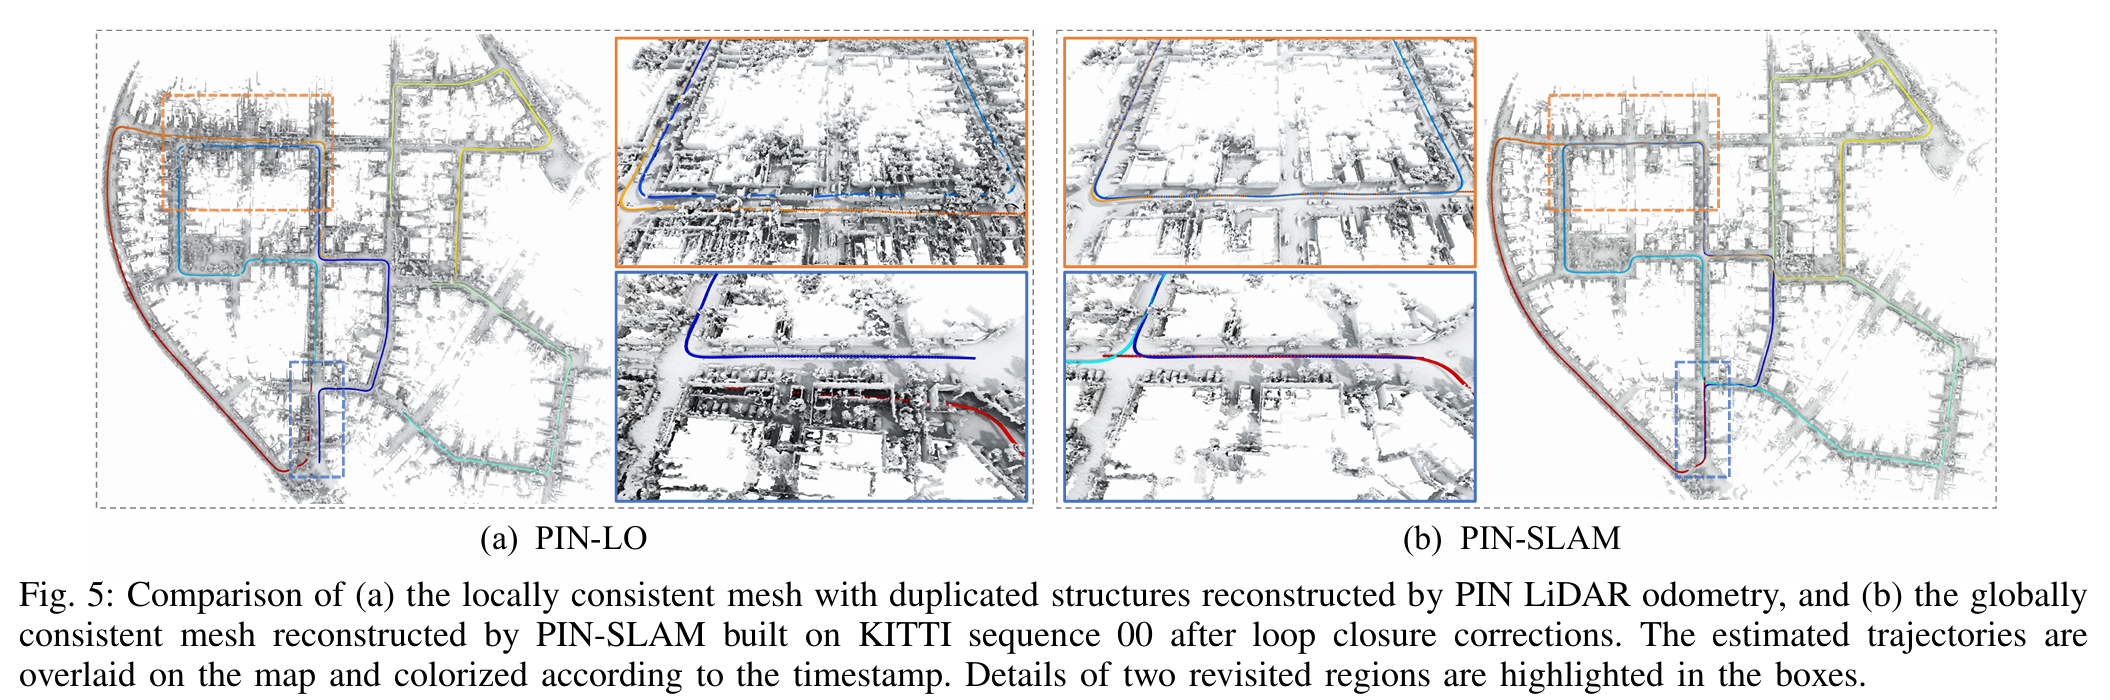 (a) PIN-LO
(b) PIN-SLAM
Fig. 5: Comparison of (a) the locally consistent mesh with duplicated structures reconstructed by PIN LiDAR odometry, and (b) the globally
consistent mesh reconstructed by PIN-SLAM built on KITTI sequence 00 after loop closure corrections. The estimated trajectories are
overlaid on the map and colorized according to the timestamp. Details of two revisited regions are highlighted in the boxes.